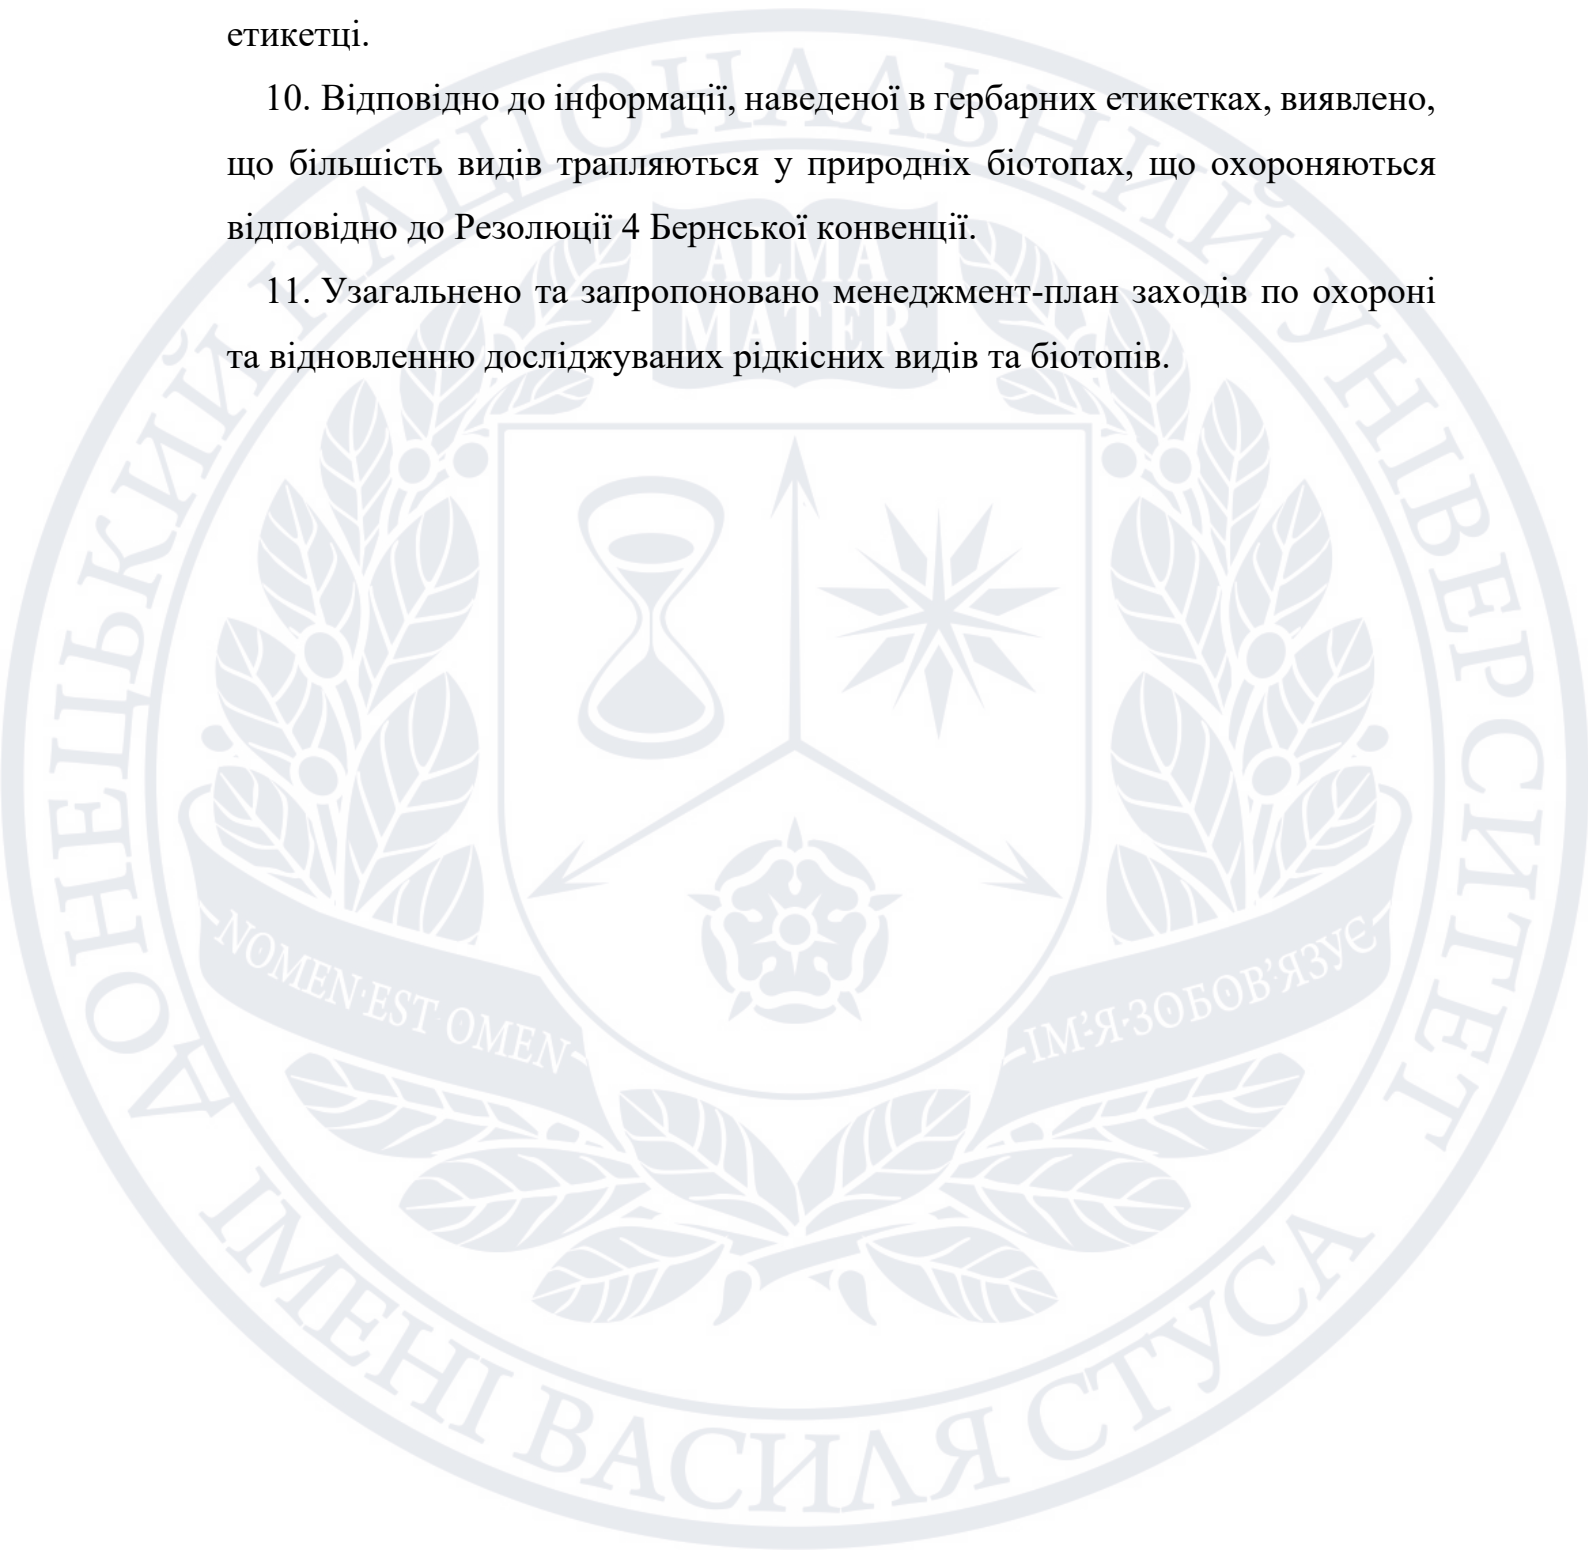 етикетці.
10. Відповідно до інформації, наведеної в гербарних етикетках, виявлено,
що більшість видів трапляються у природніх біотопах, що охороняються
відповідно до Резолюції 4 Бернської конвенції.
11. Узагальнено та запропоновано менеджмент-план заходів по охороні
та відновленню досліджуваних рідкісних видів та біотопів.
ДОНЕЦЬКИЙ НАЦІОНАЛЬНИЙ УНІВЕРСИТЕТ
ALMA
MATER
NOMEN·EST·OMEN
ІМ'Я·ЗОБОВ'ЯЗУЄ
ІМЕНІ ВАСИЛЯ СТУСА